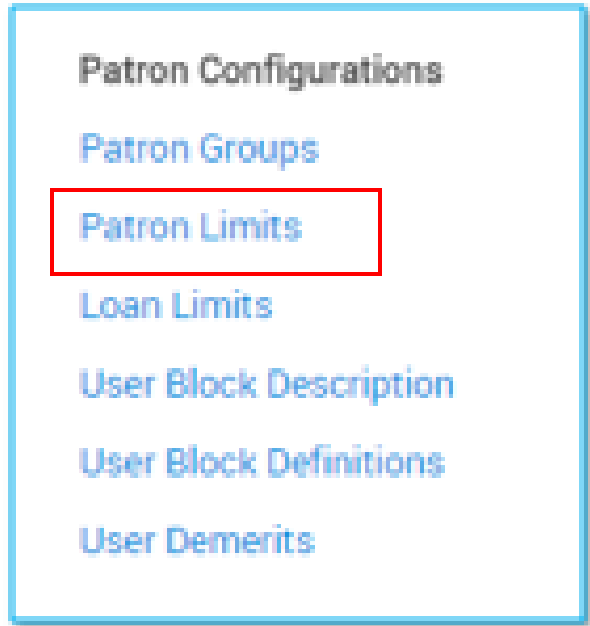 Patron Configurations
Patron Groups
Patron Limits
Loan Limits
User Block Description
User Block Definitions
User Demerits